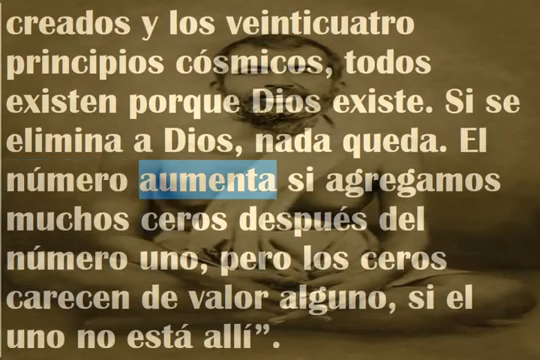 creados y los veinticuatro
principios cósmicos, todos
existen porque Dios existe. Si se
elimina a Dios, nada queda. El
número aumenta si agregamos
muchos ceros después del
número uno, pero los ceros
carecen de valor alguno, si el
uno no está allí”.